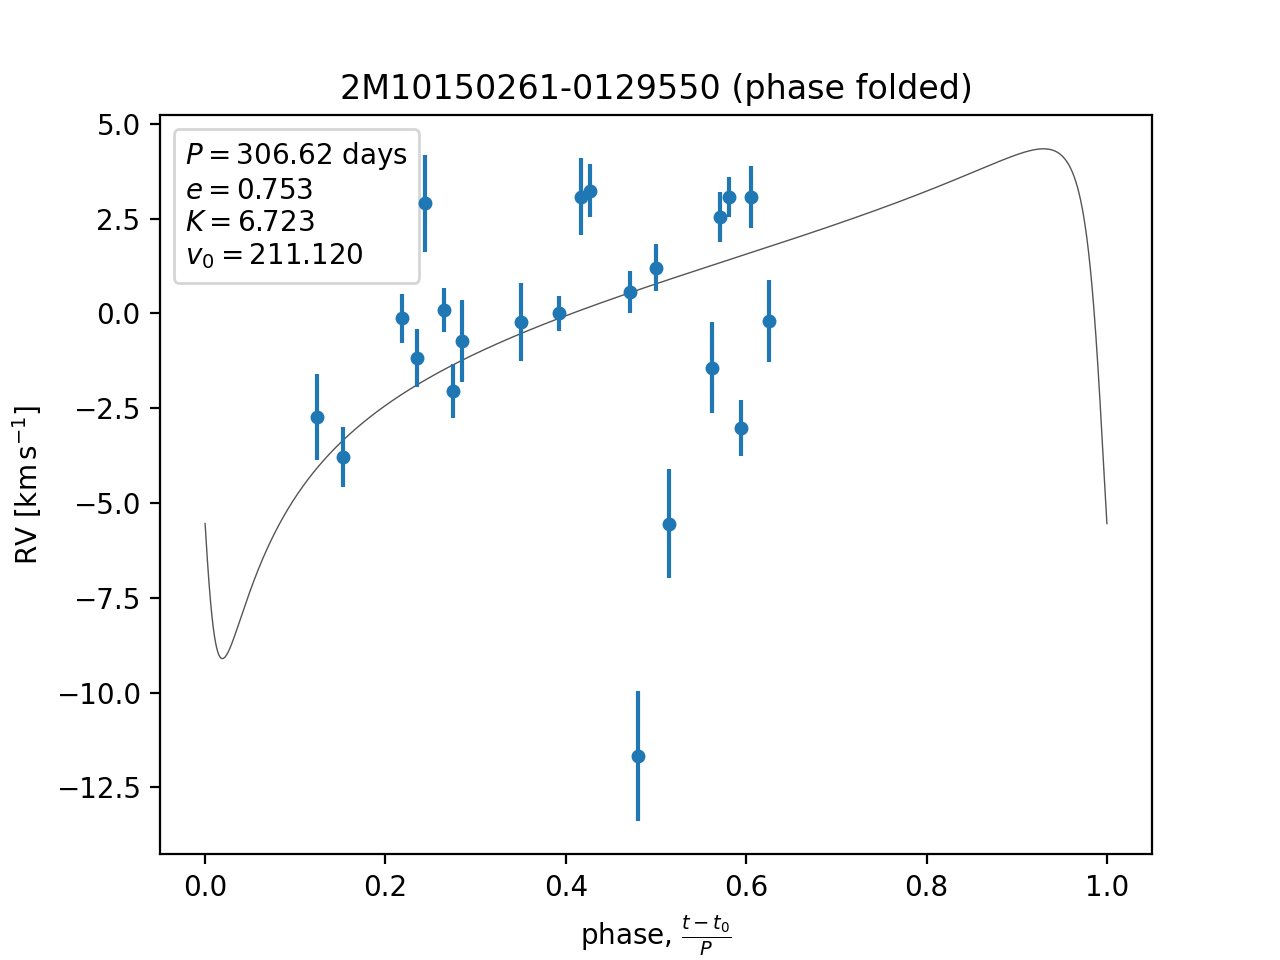 2M10150261-0129550 (phase folded)
P = 306.62 days
e = 0.753
K = 6.723
v₀ = 211.120
5.0
2.5
0.0
−2.5
−5.0
−7.5
−10.0
−12.5
RV [km s⁻¹]
0.0 0.2 0.4 0.6 0.8 1.0
phase, (t − t₀)/P